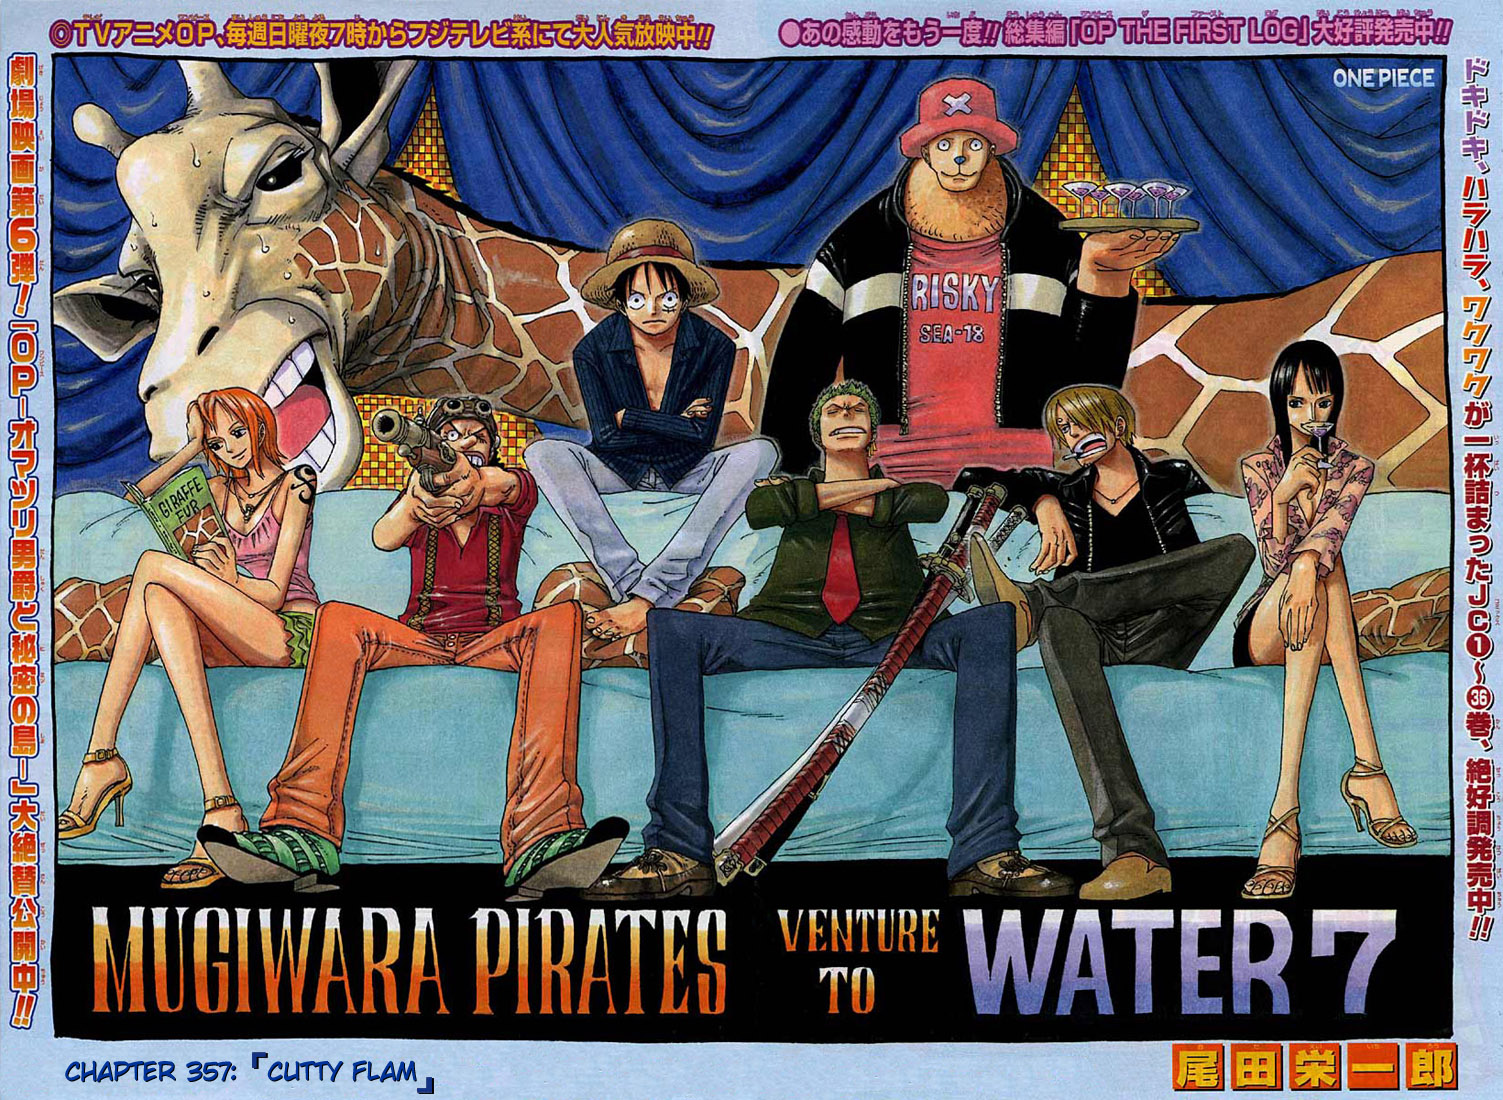 ◎TVアニメOP、毎週日曜夜7時からフジテレビ系にて大人気放映中!!
●あの感動をもう一度!! 総集編「OP THE FIRST LOG」大好評発売中!!
ドキドキ、ハラハラ、ワクワクが一杯詰まったJC❶〜㊱巻、絶好調発売中!!
劇場映画第6弾!「OP-オマツリ男爵と秘密の島-」大絶賛公開中!!
ONE PIECE
RISKY
SEA-18
GIRAFFE
FUR
MUGIWARA PIRATES VENTURE TO WATER 7
CHAPTER 357:「CUTTY FLAM」
尾田栄一郎